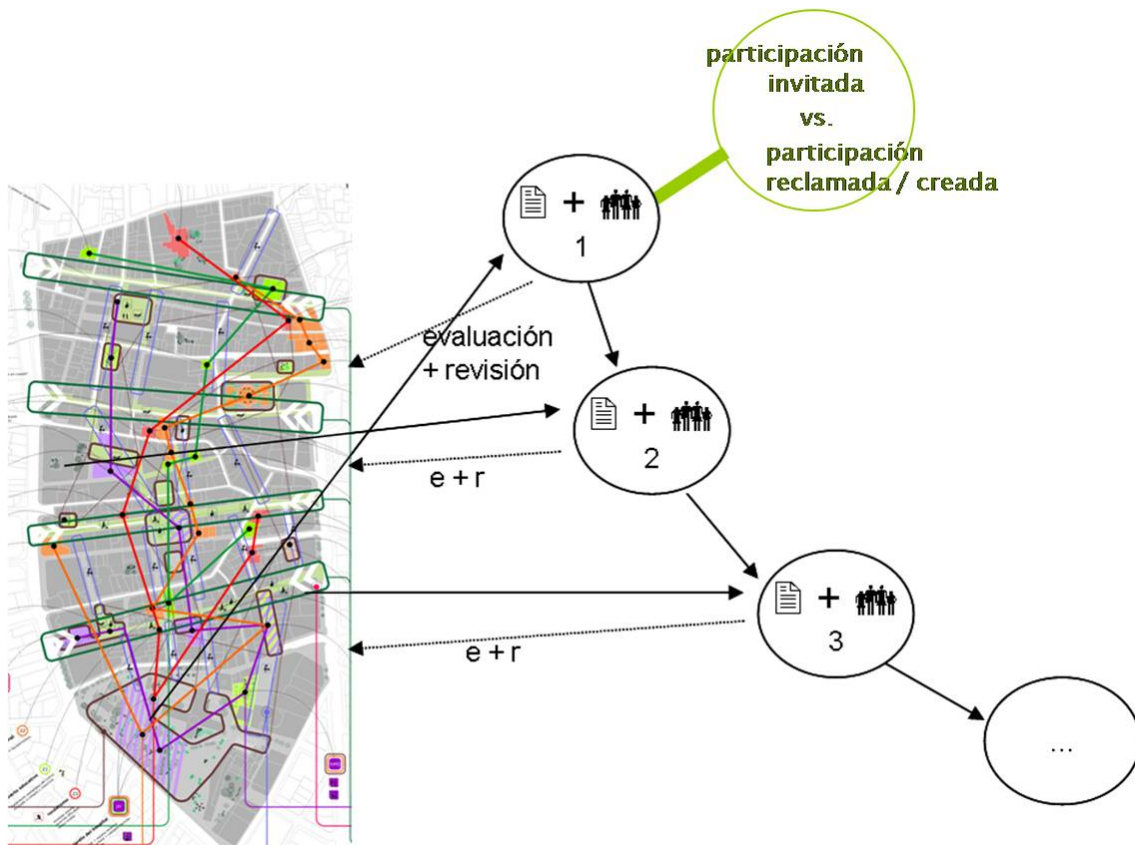 participación
invitada
vs.
participación
reclamada / creada
+
1
evaluación
+ revisión
+
2
e + r
+
3
e + r
...